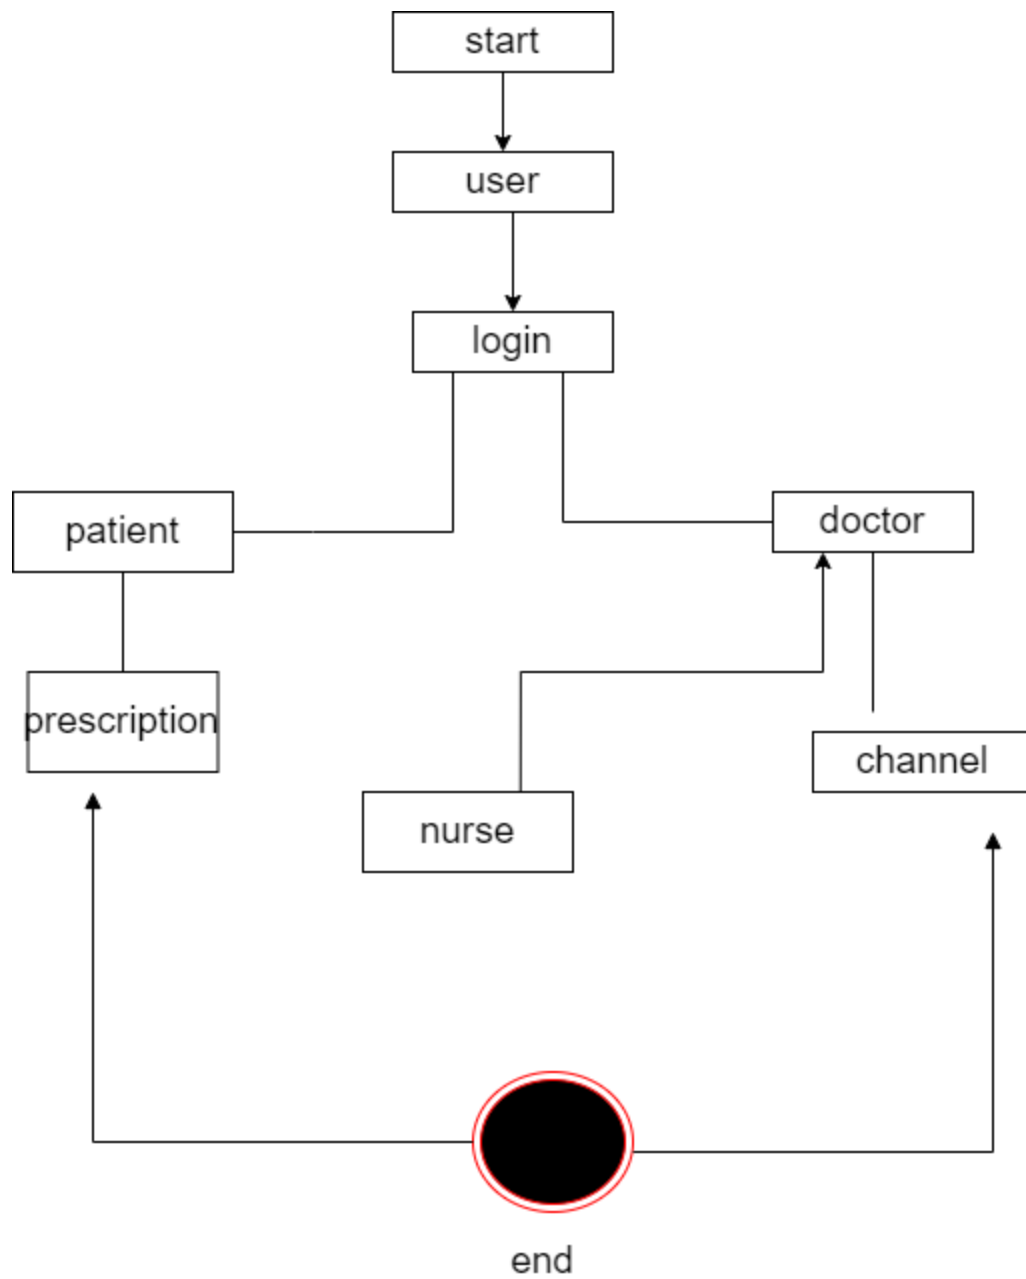 start
user
login
patient
doctor
prescription
channel
nurse
end